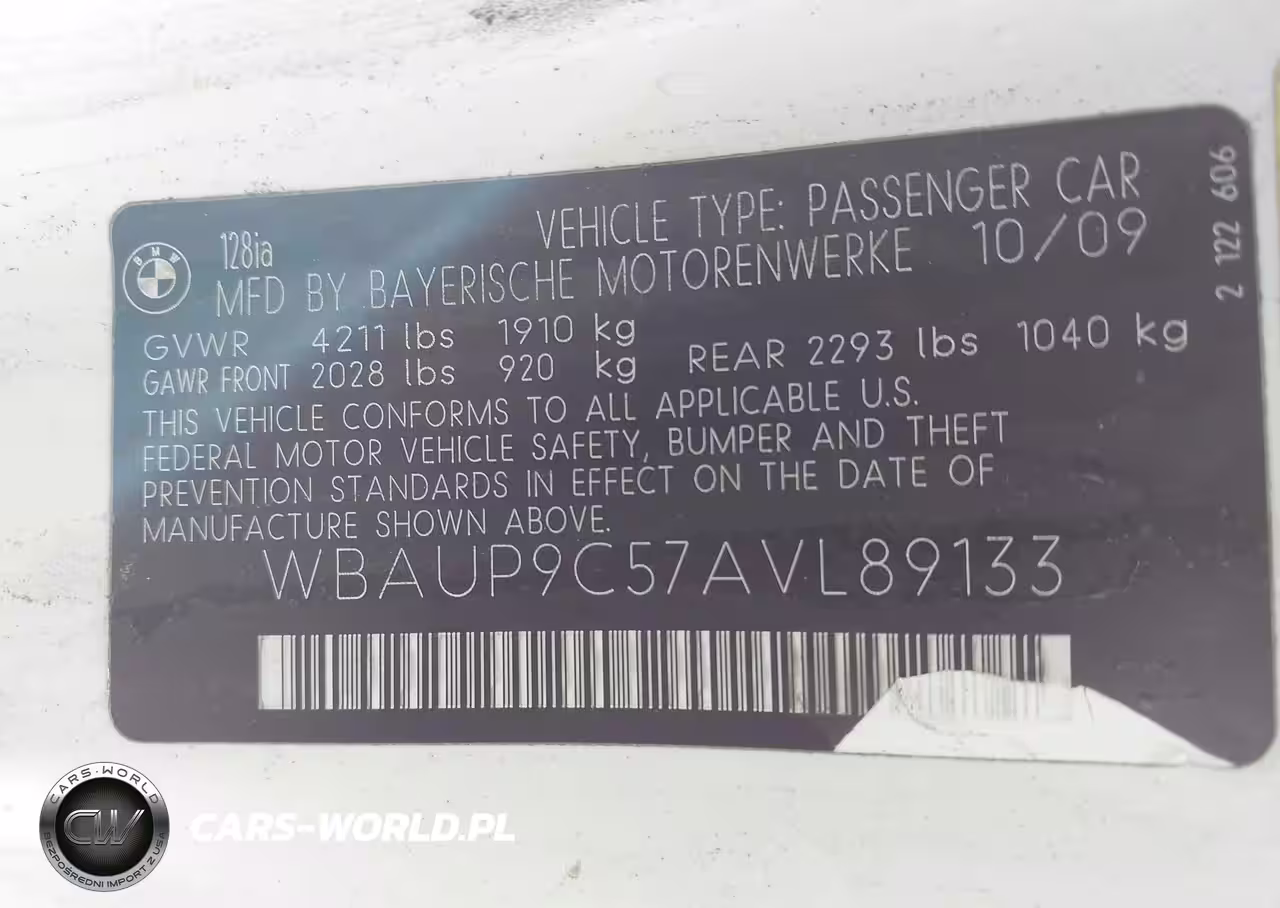 VEHICLE TYPE: PASSENGER CAR
128ia
MFD BY BAYERISCHE MOTORENWERKE 10/09
GVWR 4211 lbs 1910 kg
GAWR FRONT 2028 lbs 920 kg REAR 2293 lbs 1040 kg
THIS VEHICLE CONFORMS TO ALL APPLICABLE U.S.
FEDERAL MOTOR VEHICLE SAFETY, BUMPER AND THEFT
PREVENTION STANDARDS IN EFFECT ON THE DATE OF
MANUFACTURE SHOWN ABOVE.
WBAUP9C57AVL89133
2 122 606
BMW
CARS-WORLD
CW
BEZPOŚREDNI IMPORT Z USA
CARS-WORLD.PL